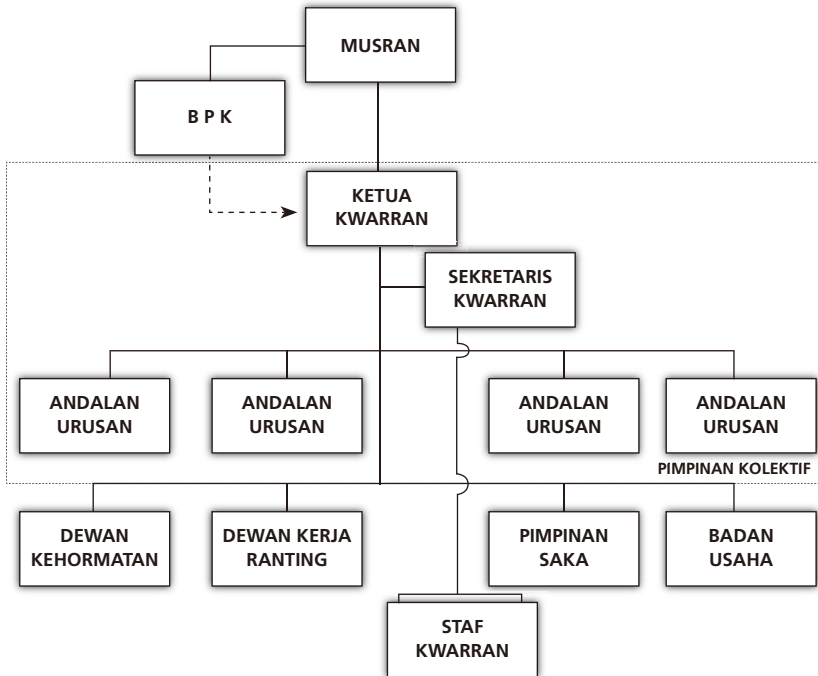 MUSRAN
B P K
KETUA
KWARRAN
SEKRETARIS
KWARRAN
ANDALAN
URUSAN
ANDALAN
URUSAN
ANDALAN
URUSAN
ANDALAN
URUSAN
PIMPINAN KOLEKTIF
DEWAN
KEHORMATAN
DEWAN KERJA
RANTING
PIMPINAN
SAKA
BADAN
USAHA
STAF
KWARRAN